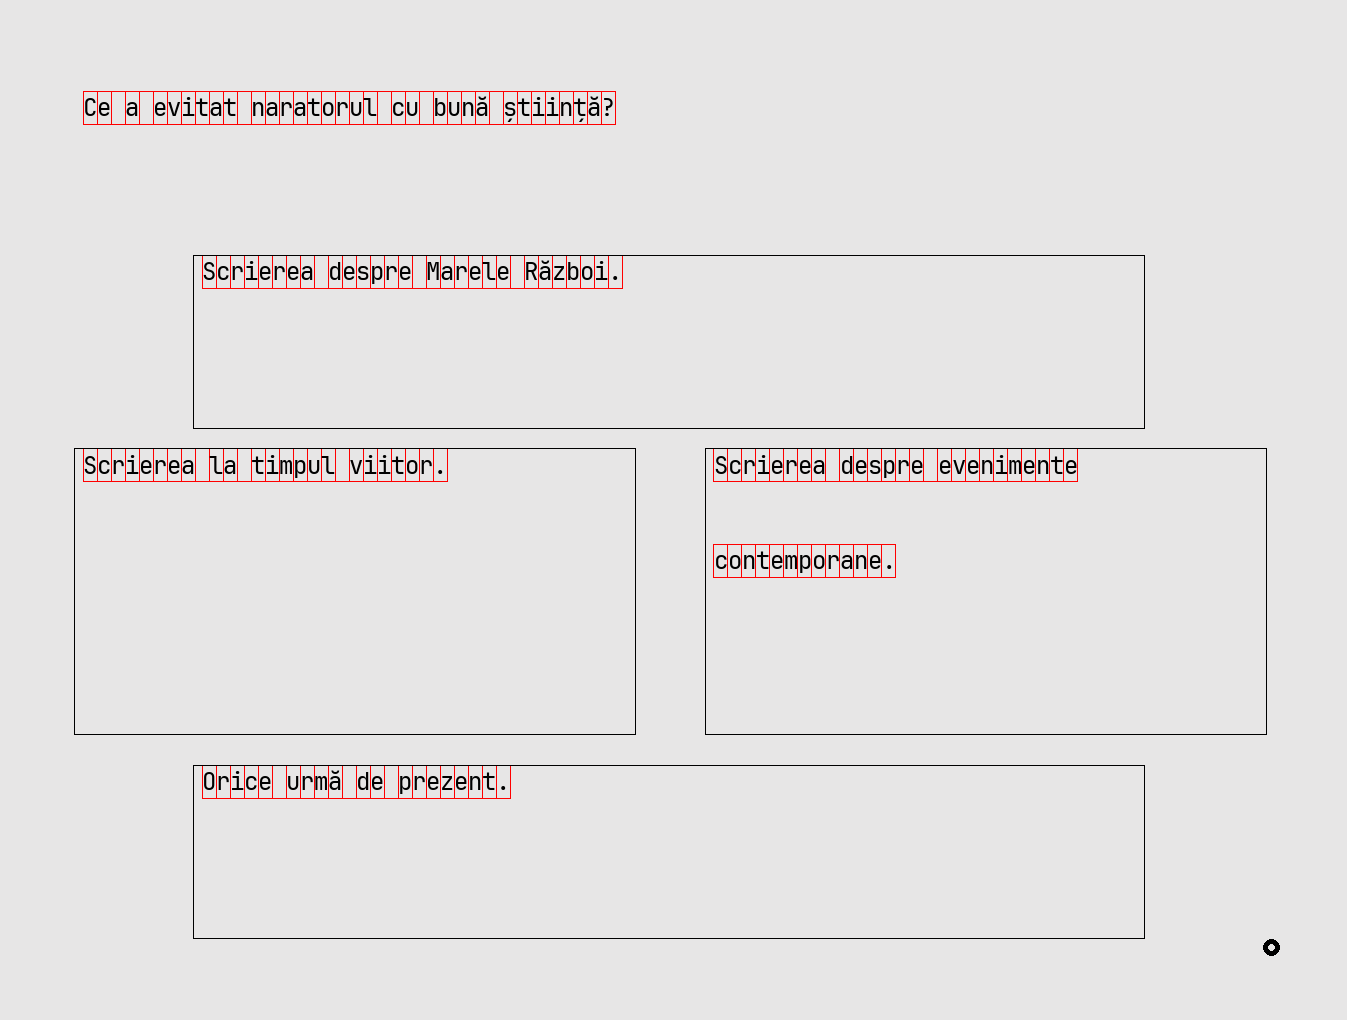 Ce a evitat naratorul cu bună știință?
Scrierea despre Marele Război.
Scrierea la timpul viitor.
Scrierea despre evenimente
contemporane.
Orice urmă de prezent.